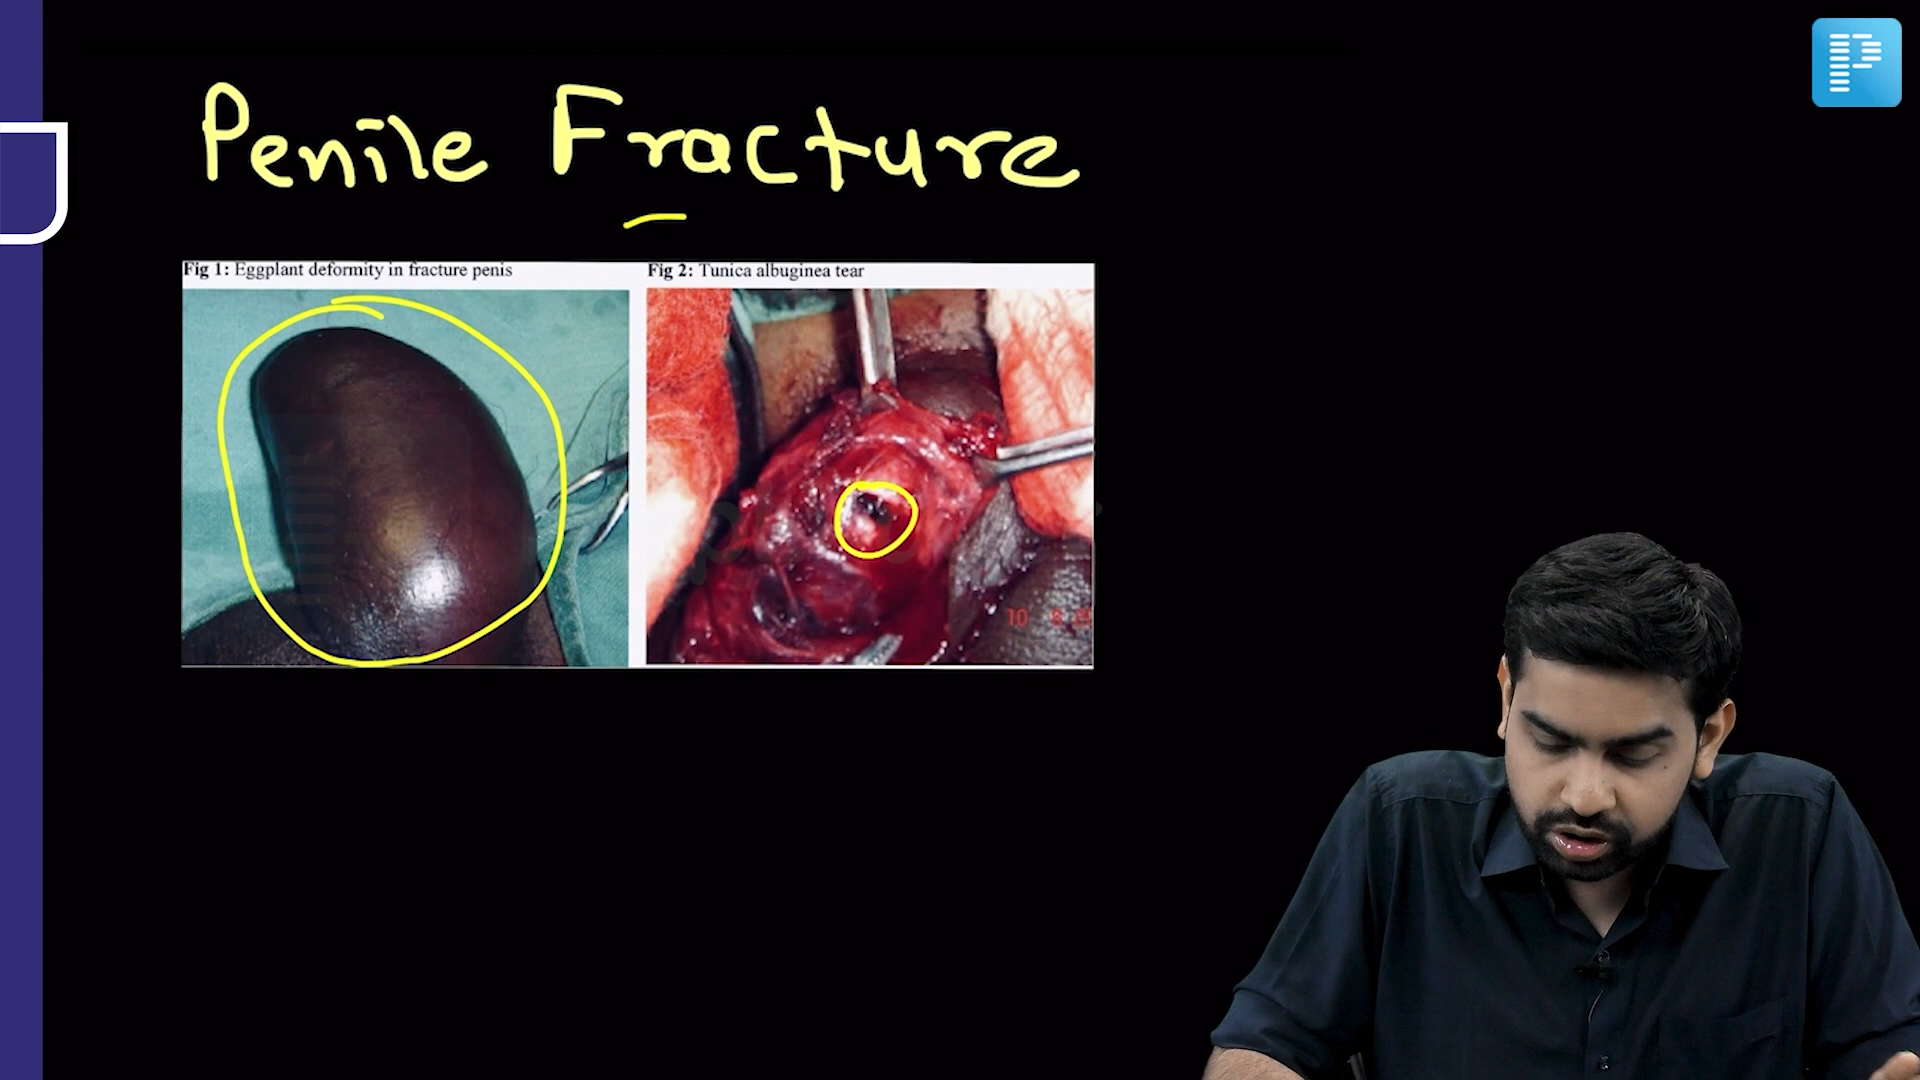 Penile Fracture
Fig 1: Eggplant deformity in fracture penis
Fig 2: Tunica albuginea tear